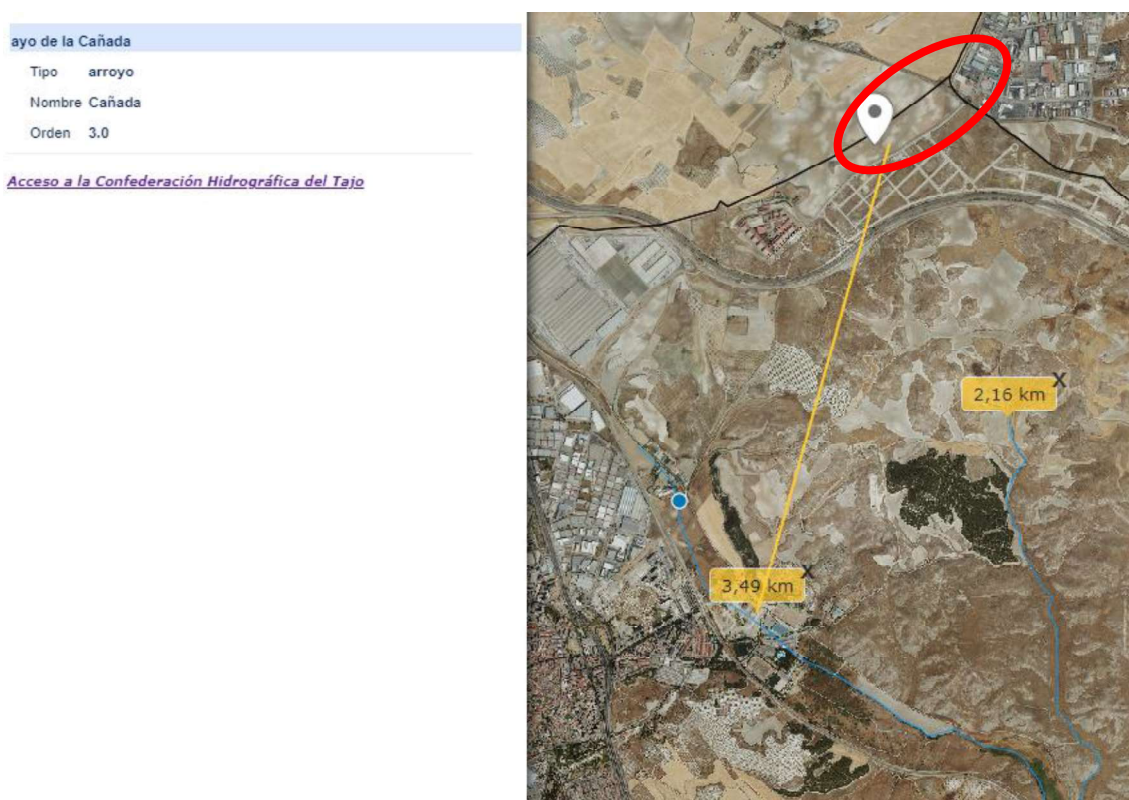 ayo de la Cañada
Tipo arroyo
Nombre Cañada
Orden 3.0
Acceso a la Confederación Hidrográfica del Tajo
X
2,16 km
X
3,49 km